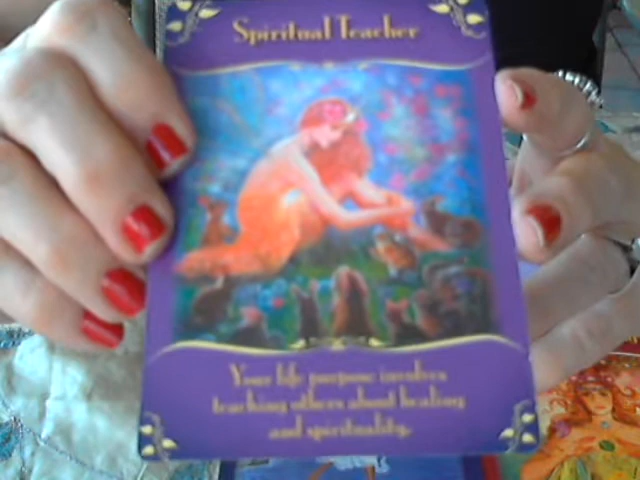 Spiritual Teacher
Your life purpose involves
teaching others about healing
and spirituality.